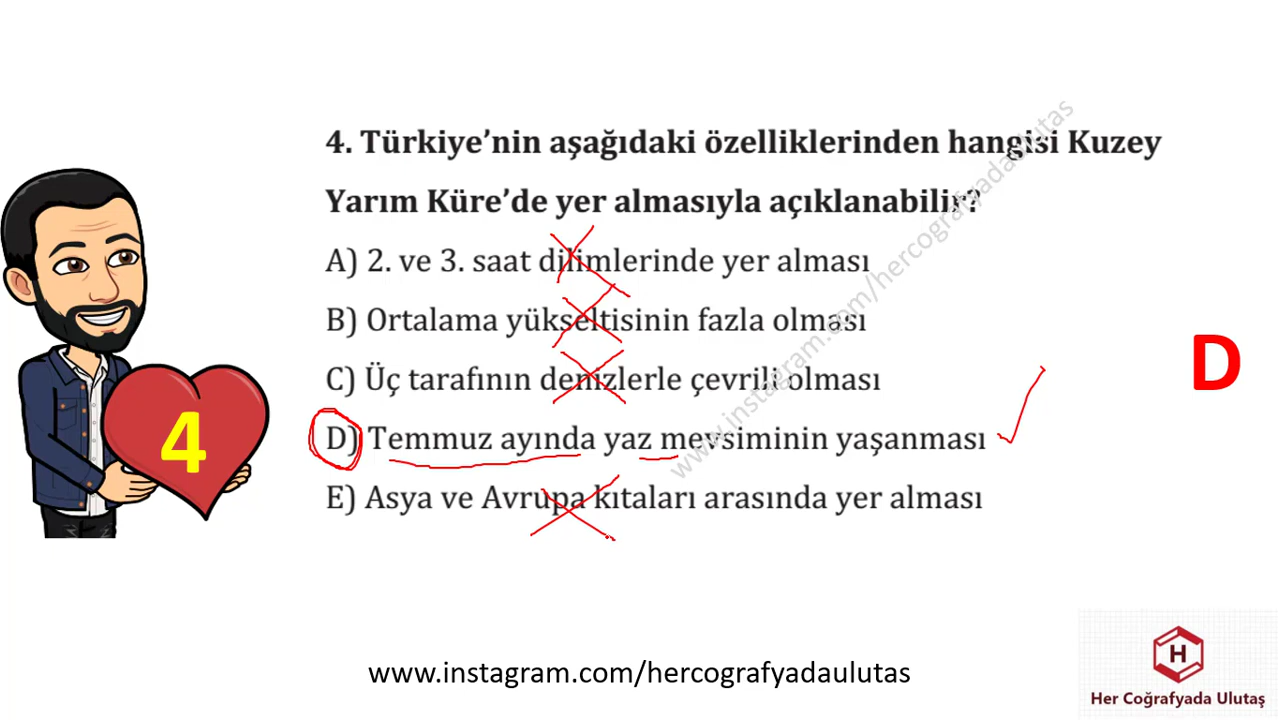 4. Türkiye’nin aşağıdaki özelliklerinden hangisi Kuzey
Yarım Küre’de yer almasıyla açıklanabilir?
A) 2. ve 3. saat dilimlerinde yer alması
B) Ortalama yükseltisinin fazla olması
C) Üç tarafının denizlerle çevrili olması
D) Temmuz ayında yaz mevsiminin yaşanması
E) Asya ve Avrupa kıtaları arasında yer alması
4
D
www.instagram.com/hercografyadaulutas
www.instagram.com/hercografyadaulutas
H
Her Coğrafyada Ulutaş